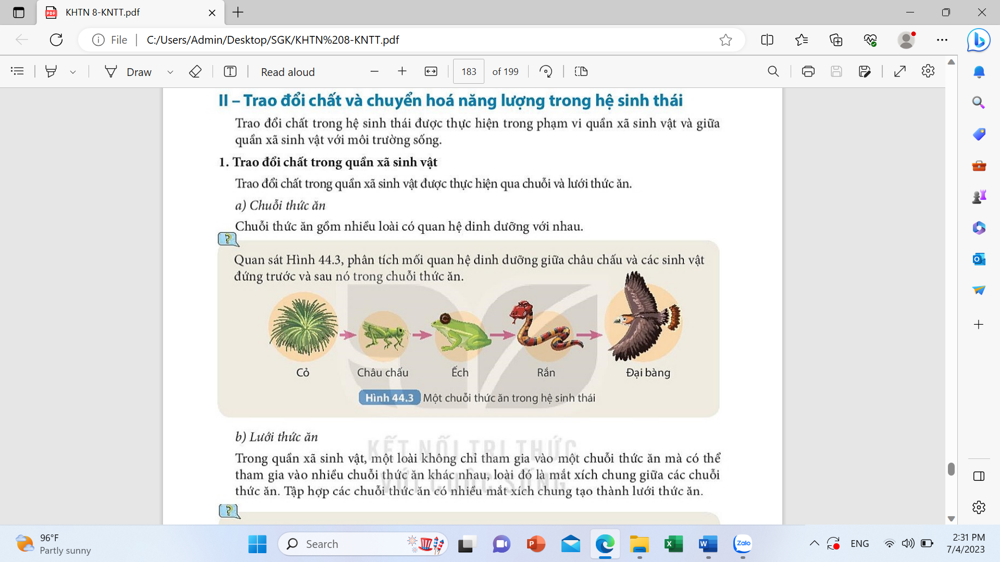 KHTN 8-KNTT.pdf
File
C:/Users/Admin/Desktop/SGK/KHTN%208-KNTT.pdf
Draw
Read aloud
183
of 199
II – Trao đổi chất và chuyển hoá năng lượng trong hệ sinh thái
Trao đổi chất trong hệ sinh thái được thực hiện trong phạm vi quần xã sinh vật và giữa
quần xã sinh vật với môi trường sống.
1. Trao đổi chất trong quần xã sinh vật
Trao đổi chất trong quần xã sinh vật được thực hiện qua chuỗi và lưới thức ăn.
a) Chuỗi thức ăn
Chuỗi thức ăn gồm nhiều loài có quan hệ dinh dưỡng với nhau.
?
Quan sát Hình 44.3, phân tích mối quan hệ dinh dưỡng giữa châu chấu và các sinh vật
đứng trước và sau nó trong chuỗi thức ăn.
Cỏ
Châu chấu
Ếch
Rắn
Đại bàng
Hình 44.3 Một chuỗi thức ăn trong hệ sinh thái
b) Lưới thức ăn
KẾT NỐI TRI THỨC
Trong quần xã sinh vật, một loài không chỉ tham gia vào một chuỗi thức ăn mà có thể
tham gia vào nhiều chuỗi thức ăn khác nhau, loài đó là mắt xích chung giữa các chuỗi
VỚI CUỘC SỐNG
thức ăn. Tập hợp các chuỗi thức ăn có nhiều mắt xích chung tạo thành lưới thức ăn.
?
96°F
Partly sunny
Search
Zalo
ENG
2:31 PM
7/4/2023